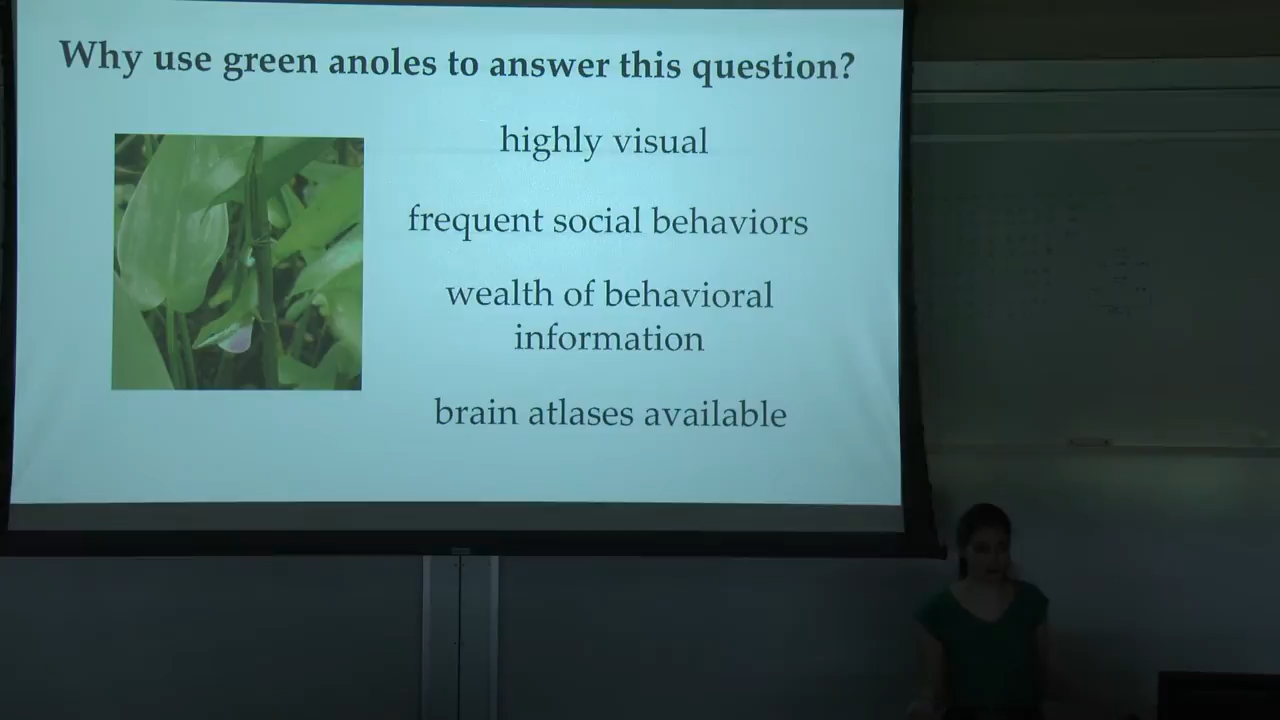 Why use green anoles to answer this question?
highly visual
frequent social behaviors
wealth of behavioral
information
brain atlases available